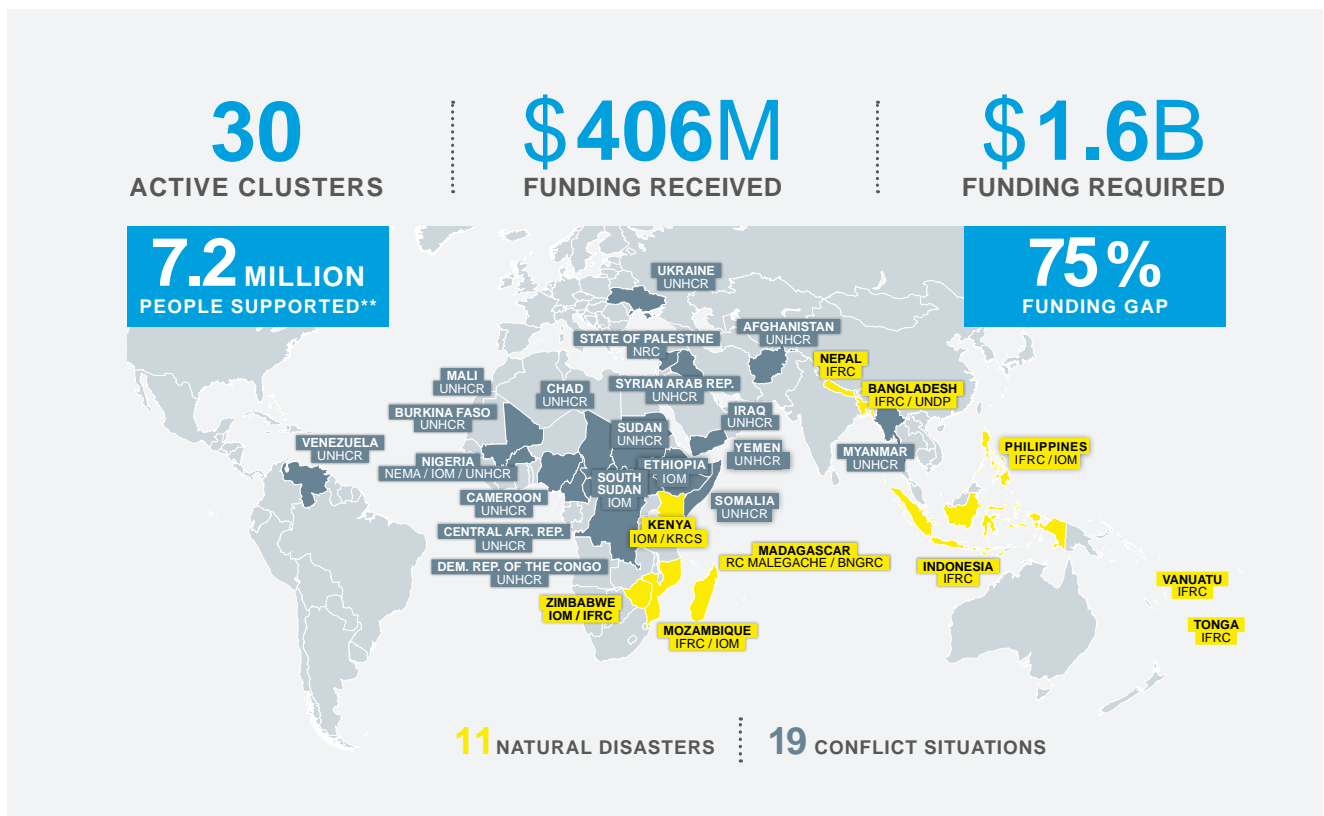 30
ACTIVE CLUSTERS
$406M
FUNDING RECEIVED
$1.6B
FUNDING REQUIRED
7.2 MILLION
PEOPLE SUPPORTED**
75%
FUNDING GAP
UKRAINE
UNHCR
STATE OF PALESTINE
NRC
AFGHANISTAN
UNHCR
NEPAL
IFRC
MALI
UNHCR
CHAD
UNHCR
SYRIAN ARAB REP.
UNHCR
BANGLADESH
IFRC / UNDP
BURKINA FASO
UNHCR
SUDAN
UNHCR
IRAQ
UNHCR
VENEZUELA
UNHCR
NIGERIA
NEMA / IOM / UNHCR
ETHIOPIA
IOM
YEMEN
UNHCR
MYANMAR
UNHCR
PHILIPPINES
IFRC / IOM
SOUTH
SUDAN
IOM
CAMEROON
UNHCR
SOMALIA
UNHCR
CENTRAL AFR. REP.
UNHCR
KENYA
IOM / KRCS
DEM. REP. OF THE CONGO
UNHCR
MADAGASCAR
RC MALEGACHE / BNGRC
INDONESIA
IFRC
VANUATU
IFRC
ZIMBABWE
IOM / IFRC
MOZAMBIQUE
IFRC / IOM
TONGA
IFRC
11 NATURAL DISASTERS
19 CONFLICT SITUATIONS